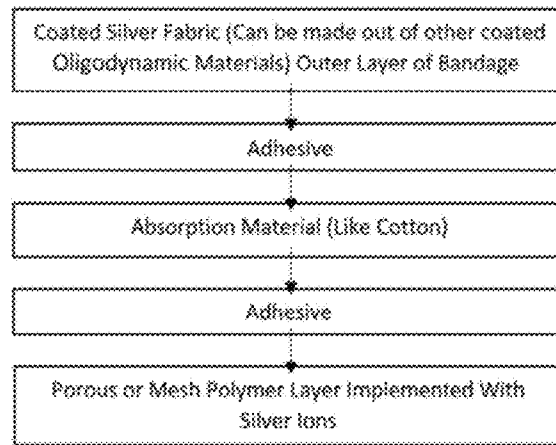 Coated Silver Fabric (Can be made out of other coated
Oligodynamic Materials) Outer Layer of Bandage
Adhesive
Absorption Material (Like Cotton)
Adhesive
Porous or Mesh Polymer Layer Implemented With
Silver Ions